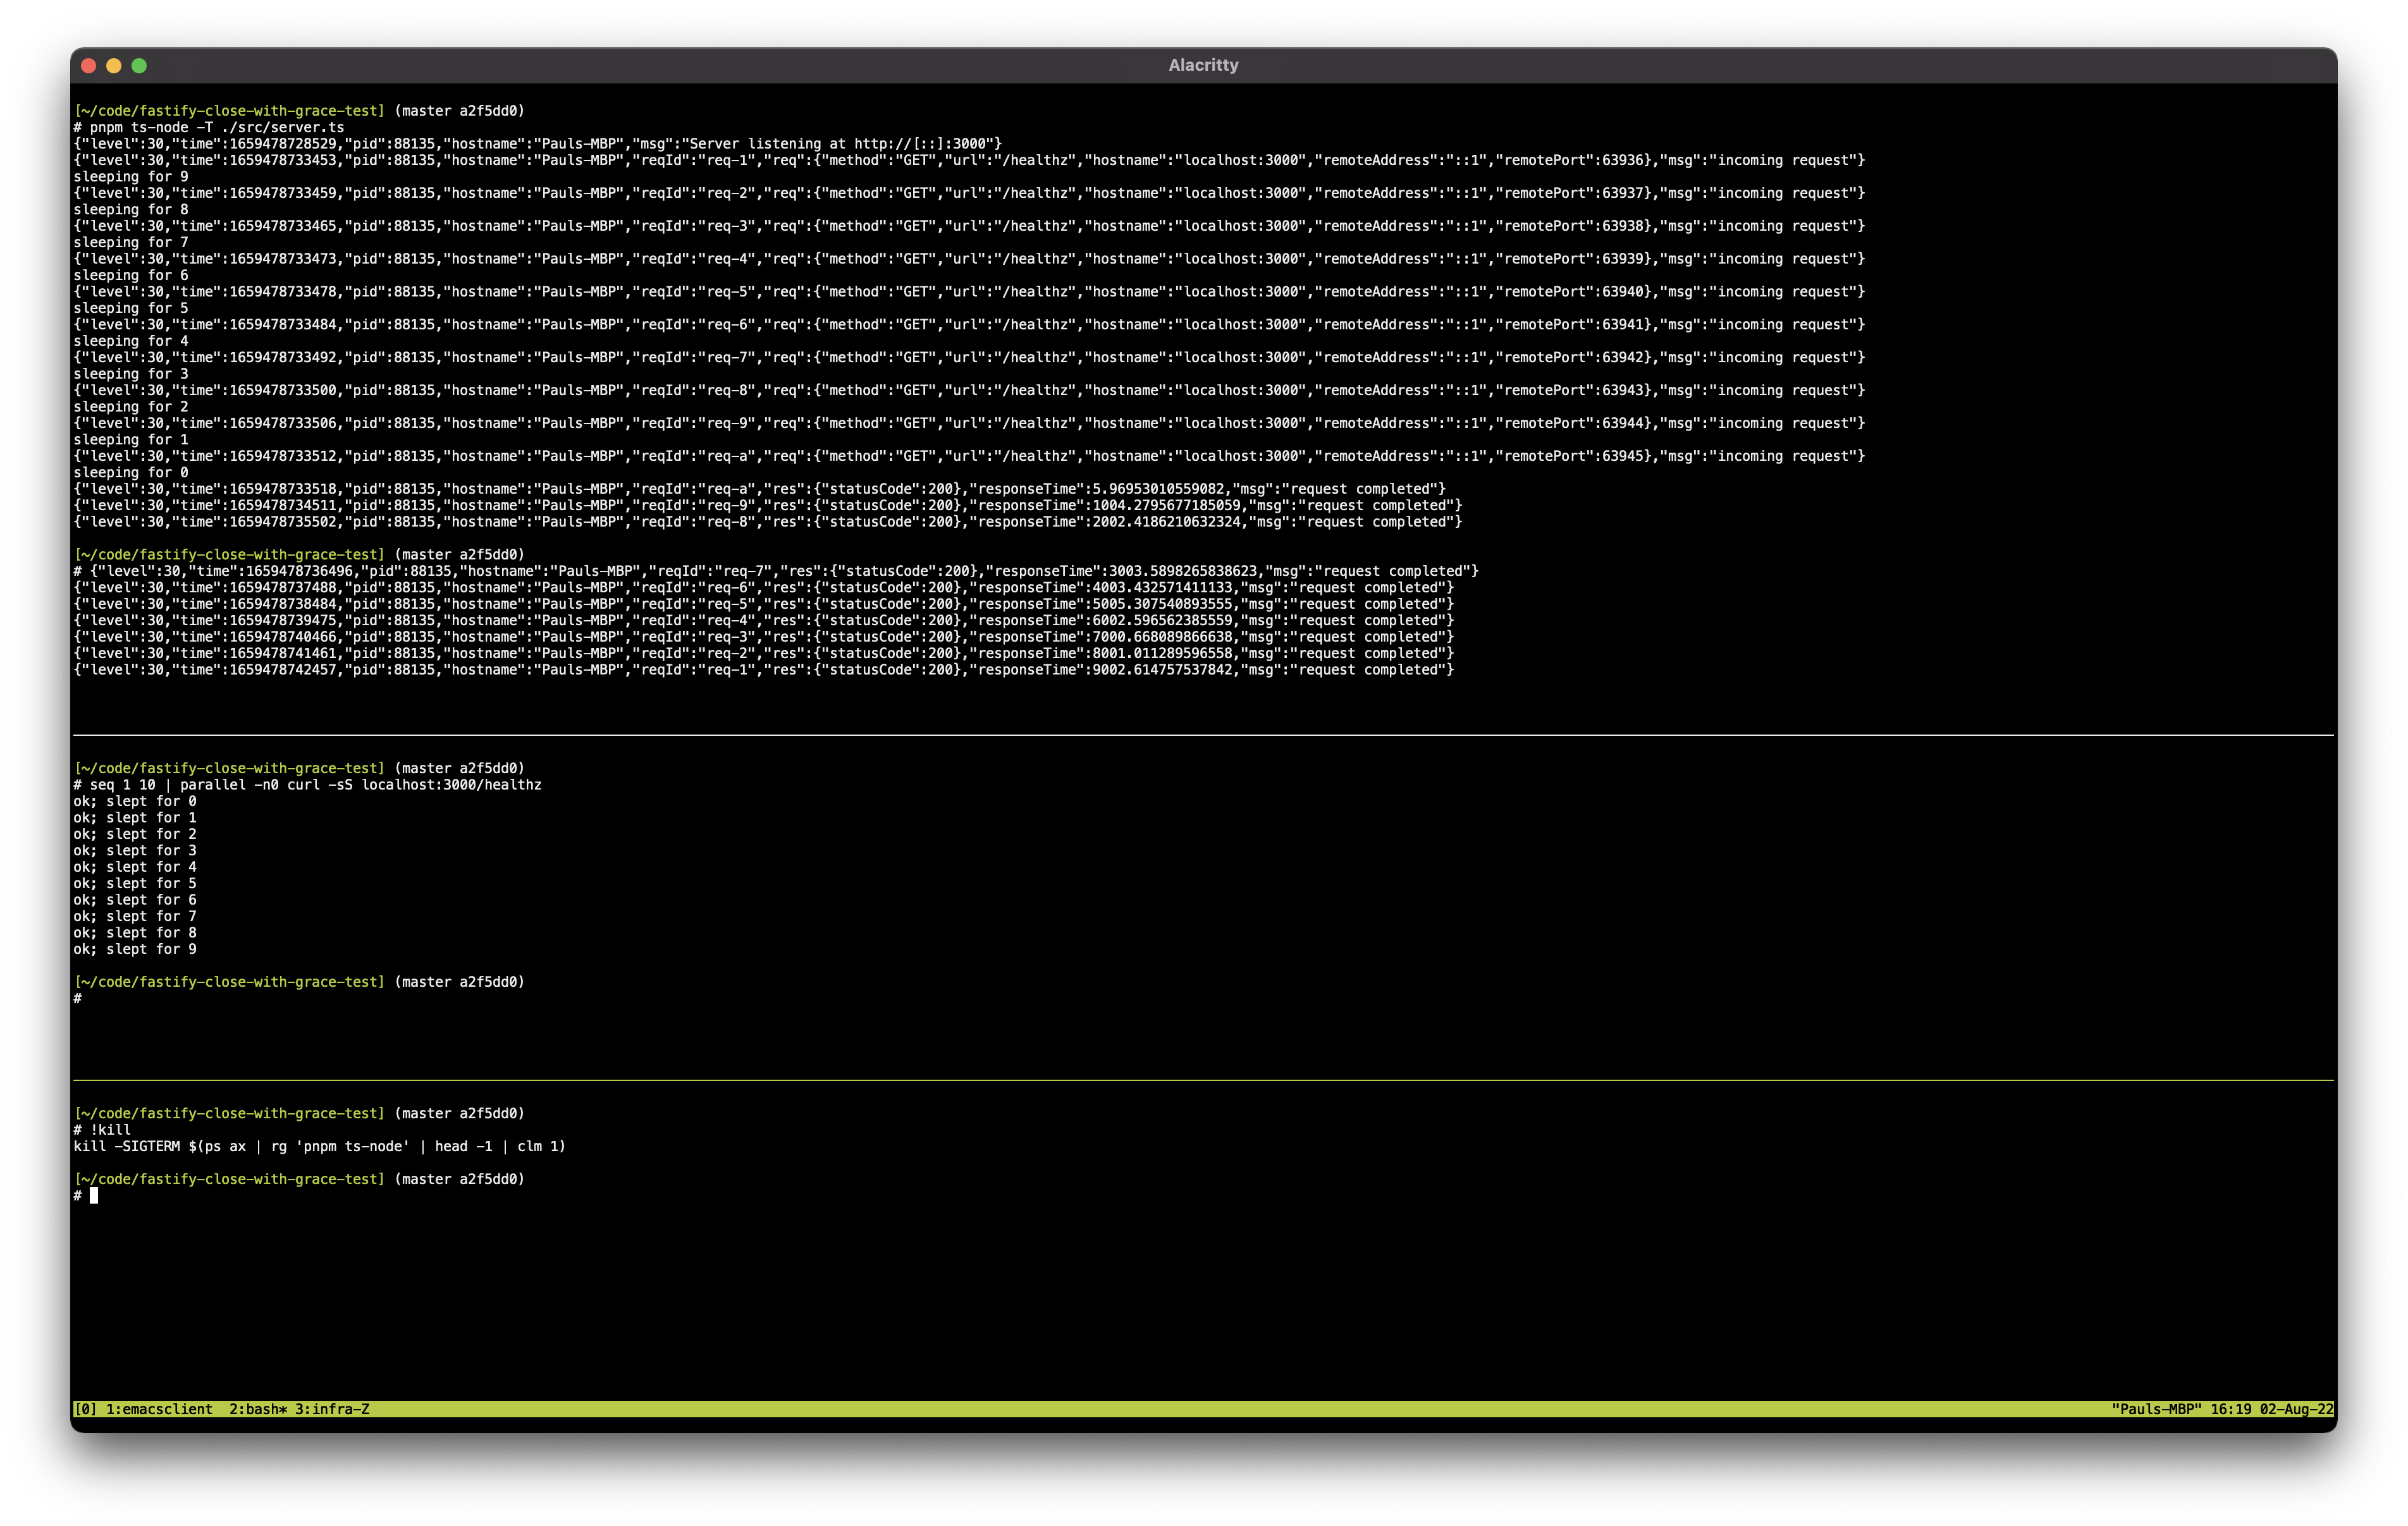 Alacritty
[~/code/fastify-close-with-grace-test] (master a2f5dd0)
# pnpm ts-node -T ./src/server.ts
{"level":30,"time":1659478728529,"pid":88135,"hostname":"Pauls-MBP","msg":"Server listening at http://[::]:3000"}
{"level":30,"time":1659478733453,"pid":88135,"hostname":"Pauls-MBP","reqId":"req-1","req":{"method":"GET","url":"/healthz","hostname":"localhost:3000","remoteAddress":"::1","remotePort":63936},"msg":"incoming request"}
sleeping for 9
{"level":30,"time":1659478733459,"pid":88135,"hostname":"Pauls-MBP","reqId":"req-2","req":{"method":"GET","url":"/healthz","hostname":"localhost:3000","remoteAddress":"::1","remotePort":63937},"msg":"incoming request"}
sleeping for 8
{"level":30,"time":1659478733465,"pid":88135,"hostname":"Pauls-MBP","reqId":"req-3","req":{"method":"GET","url":"/healthz","hostname":"localhost:3000","remoteAddress":"::1","remotePort":63938},"msg":"incoming request"}
sleeping for 7
{"level":30,"time":1659478733473,"pid":88135,"hostname":"Pauls-MBP","reqId":"req-4","req":{"method":"GET","url":"/healthz","hostname":"localhost:3000","remoteAddress":"::1","remotePort":63939},"msg":"incoming request"}
sleeping for 6
{"level":30,"time":1659478733478,"pid":88135,"hostname":"Pauls-MBP","reqId":"req-5","req":{"method":"GET","url":"/healthz","hostname":"localhost:3000","remoteAddress":"::1","remotePort":63940},"msg":"incoming request"}
sleeping for 5
{"level":30,"time":1659478733484,"pid":88135,"hostname":"Pauls-MBP","reqId":"req-6","req":{"method":"GET","url":"/healthz","hostname":"localhost:3000","remoteAddress":"::1","remotePort":63941},"msg":"incoming request"}
sleeping for 4
{"level":30,"time":1659478733492,"pid":88135,"hostname":"Pauls-MBP","reqId":"req-7","req":{"method":"GET","url":"/healthz","hostname":"localhost:3000","remoteAddress":"::1","remotePort":63942},"msg":"incoming request"}
sleeping for 3
{"level":30,"time":1659478733500,"pid":88135,"hostname":"Pauls-MBP","reqId":"req-8","req":{"method":"GET","url":"/healthz","hostname":"localhost:3000","remoteAddress":"::1","remotePort":63943},"msg":"incoming request"}
sleeping for 2
{"level":30,"time":1659478733506,"pid":88135,"hostname":"Pauls-MBP","reqId":"req-9","req":{"method":"GET","url":"/healthz","hostname":"localhost:3000","remoteAddress":"::1","remotePort":63944},"msg":"incoming request"}
sleeping for 1
{"level":30,"time":1659478733512,"pid":88135,"hostname":"Pauls-MBP","reqId":"req-a","req":{"method":"GET","url":"/healthz","hostname":"localhost:3000","remoteAddress":"::1","remotePort":63945},"msg":"incoming request"}
sleeping for 0
{"level":30,"time":1659478733518,"pid":88135,"hostname":"Pauls-MBP","reqId":"req-a","res":{"statusCode":200},"responseTime":5.96953010559082,"msg":"request completed"}
{"level":30,"time":1659478734511,"pid":88135,"hostname":"Pauls-MBP","reqId":"req-9","res":{"statusCode":200},"responseTime":1004.2795677185059,"msg":"request completed"}
{"level":30,"time":1659478735502,"pid":88135,"hostname":"Pauls-MBP","reqId":"req-8","res":{"statusCode":200},"responseTime":2002.4186210632324,"msg":"request completed"}
[~/code/fastify-close-with-grace-test] (master a2f5dd0)
# {"level":30,"time":1659478736496,"pid":88135,"hostname":"Pauls-MBP","reqId":"req-7","res":{"statusCode":200},"responseTime":3003.5898265838623,"msg":"request completed"}
{"level":30,"time":1659478737488,"pid":88135,"hostname":"Pauls-MBP","reqId":"req-6","res":{"statusCode":200},"responseTime":4003.432571411133,"msg":"request completed"}
{"level":30,"time":1659478738484,"pid":88135,"hostname":"Pauls-MBP","reqId":"req-5","res":{"statusCode":200},"responseTime":5005.307540893555,"msg":"request completed"}
{"level":30,"time":1659478739475,"pid":88135,"hostname":"Pauls-MBP","reqId":"req-4","res":{"statusCode":200},"responseTime":6002.596562385559,"msg":"request completed"}
{"level":30,"time":1659478740466,"pid":88135,"hostname":"Pauls-MBP","reqId":"req-3","res":{"statusCode":200},"responseTime":7000.668089866638,"msg":"request completed"}
{"level":30,"time":1659478741461,"pid":88135,"hostname":"Pauls-MBP","reqId":"req-2","res":{"statusCode":200},"responseTime":8001.011289596558,"msg":"request completed"}
{"level":30,"time":1659478742457,"pid":88135,"hostname":"Pauls-MBP","reqId":"req-1","res":{"statusCode":200},"responseTime":9002.614757537842,"msg":"request completed"}
[~/code/fastify-close-with-grace-test] (master a2f5dd0)
# seq 1 10 | parallel -n0 curl -sS localhost:3000/healthz
ok; slept for 0
ok; slept for 1
ok; slept for 2
ok; slept for 3
ok; slept for 4
ok; slept for 5
ok; slept for 6
ok; slept for 7
ok; slept for 8
ok; slept for 9
[~/code/fastify-close-with-grace-test] (master a2f5dd0)
#
[~/code/fastify-close-with-grace-test] (master a2f5dd0)
# !kill
kill -SIGTERM $(ps ax | rg 'pnpm ts-node' | head -1 | clm 1)
[~/code/fastify-close-with-grace-test] (master a2f5dd0)
#
[0] 1:emacsclient  2:bash* 3:infra-Z "Pauls-MBP" 16:19 02-Aug-22